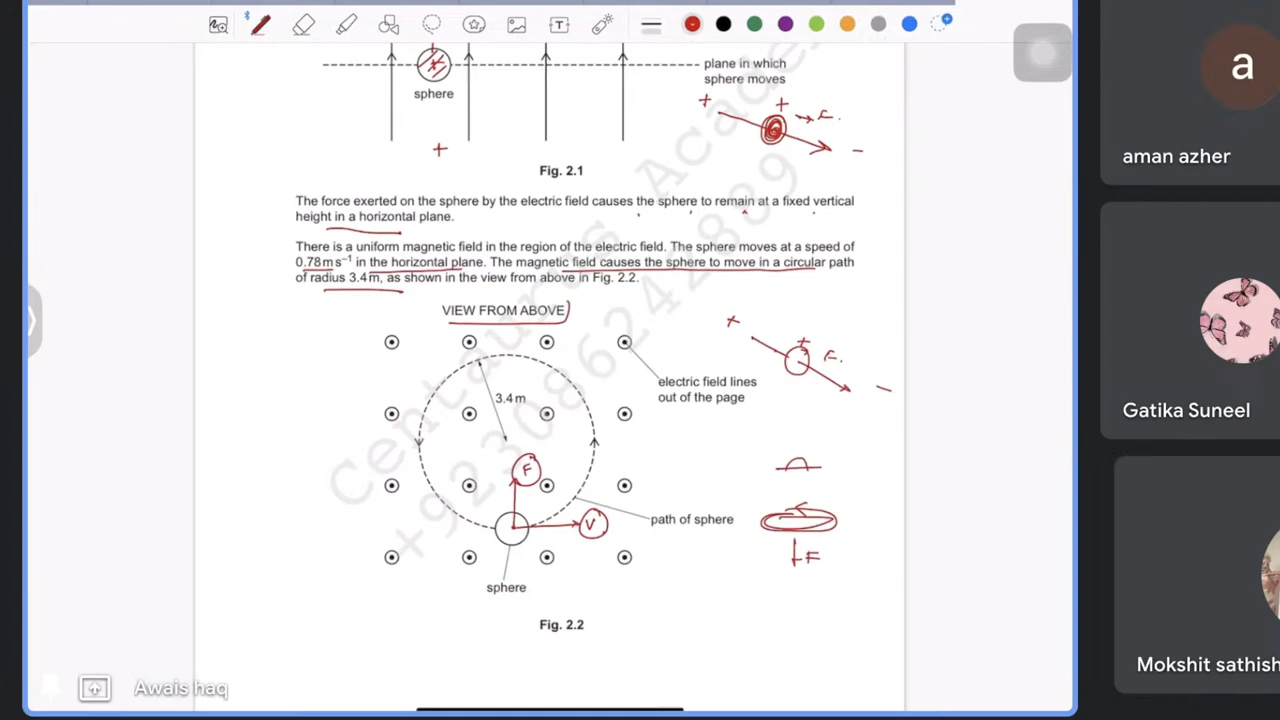 T
a
aman azher
plane in which
sphere moves
sphere
+
+
+
F.
-
Fig. 2.1
The force exerted on the sphere by the electric field causes the sphere to remain at a fixed vertical
height in a horizontal plane.
There is a uniform magnetic field in the region of the electric field. The sphere moves at a speed of
0.78 m s⁻¹ in the horizontal plane. The magnetic field causes the sphere to move in a circular path
of radius 3.4 m, as shown in the view from above in Fig. 2.2.
VIEW FROM ABOVE
+
+
F.
-
electric field lines
out of the page
3.4 m
Gatika Suneel
F
V
path of sphere
F
sphere
Fig. 2.2
Mokshit sathish
Awais haq
Centaurus Academ
+923086242889